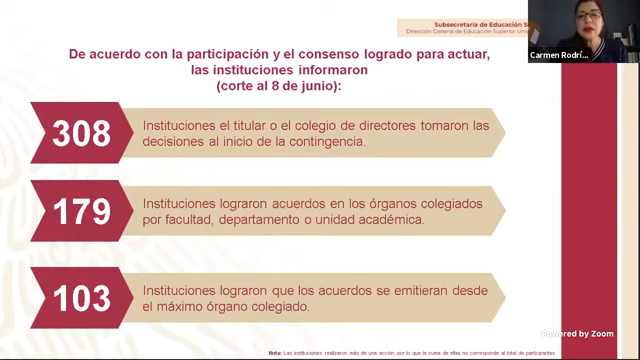 Subsecretaría de Educación S
Dirección General de Educación Superior
De acuerdo con la participación y el consenso logrado para actuar,
las instituciones informaron
(corte al 8 de junio):
Carmen Rodrí...
308
Instituciones el titular o el colegio de directores tomaron las
decisiones al inicio de la contingencia.
179
Instituciones lograron acuerdos en los órganos colegiados
por facultad, departamento o unidad académica.
103
Instituciones lograron que los acuerdos se emitieran desde
el máximo órgano colegiado.
Powered by Zoom
Nota: Las instituciones realizaron más de una acción, por lo que la suma de ellas no corresponde al total de participantes